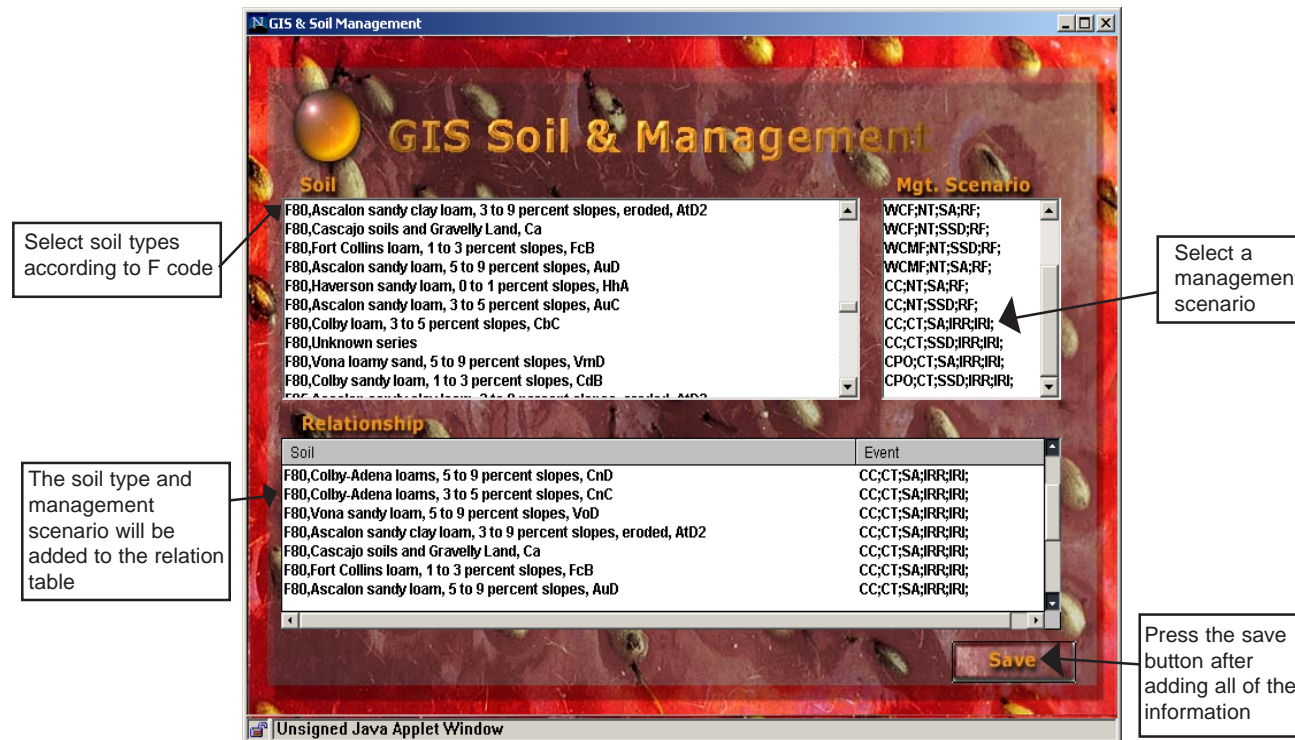 GIS & Soil Management
GIS Soil & Management
Soil
Mgt. Scenario
F80,Ascalon sandy clay loam, 3 to 9 percent slopes, eroded, AtD2
F80,Cascajo soils and Gravelly Land, Ca
F80,Fort Collins loam, 1 to 3 percent slopes, FcB
F80,Ascalon sandy loam, 5 to 9 percent slopes, AuD
F80,Haverson sandy loam, 0 to 1 percent slopes, HhA
F80,Ascalon sandy loam, 3 to 5 percent slopes, AuC
F80,Colby loam, 3 to 5 percent slopes, CbC
F80,Unknown series
F80,Vona loamy sand, 5 to 9 percent slopes, VmD
F80,Colby sandy loam, 1 to 3 percent slopes, CdB
WCF;NT;SA;RF;
WCF;NT;SSD;RF;
WCMF;NT;SSD;RF;
WCMF;NT;SA;RF;
CC;NT;SA;RF;
CC;NT;SSD;RF;
CC;CT;SA;IRR;IRI;
CC;CT;SSD;IRR;IRI;
CPO;CT;SA;IRR;IRI;
CPO;CT;SSD;IRR;IRI;
Select soil types
according to F code
Select a
management
scenario
Relationship
Soil Event
F80,Colby-Adena loams, 5 to 9 percent slopes, CnD CC;CT;SA;IRR;IRI;
F80,Colby-Adena loams, 3 to 5 percent slopes, CnC CC;CT;SA;IRR;IRI;
F80,Vona sandy loam, 5 to 9 percent slopes, VoD CC;CT;SA;IRR;IRI;
F80,Ascalon sandy clay loam, 3 to 9 percent slopes, eroded, AtD2 CC;CT;SA;IRR;IRI;
F80,Cascajo soils and Gravelly Land, Ca CC;CT;SA;IRR;IRI;
F80,Fort Collins loam, 1 to 3 percent slopes, FcB CC;CT;SA;IRR;IRI;
F80,Ascalon sandy loam, 5 to 9 percent slopes, AuD CC;CT;SA;IRR;IRI;
The soil type and
management
scenario will be
added to the relation
table
Save
Press the save
button after
adding all of the
information
Unsigned Java Applet Window